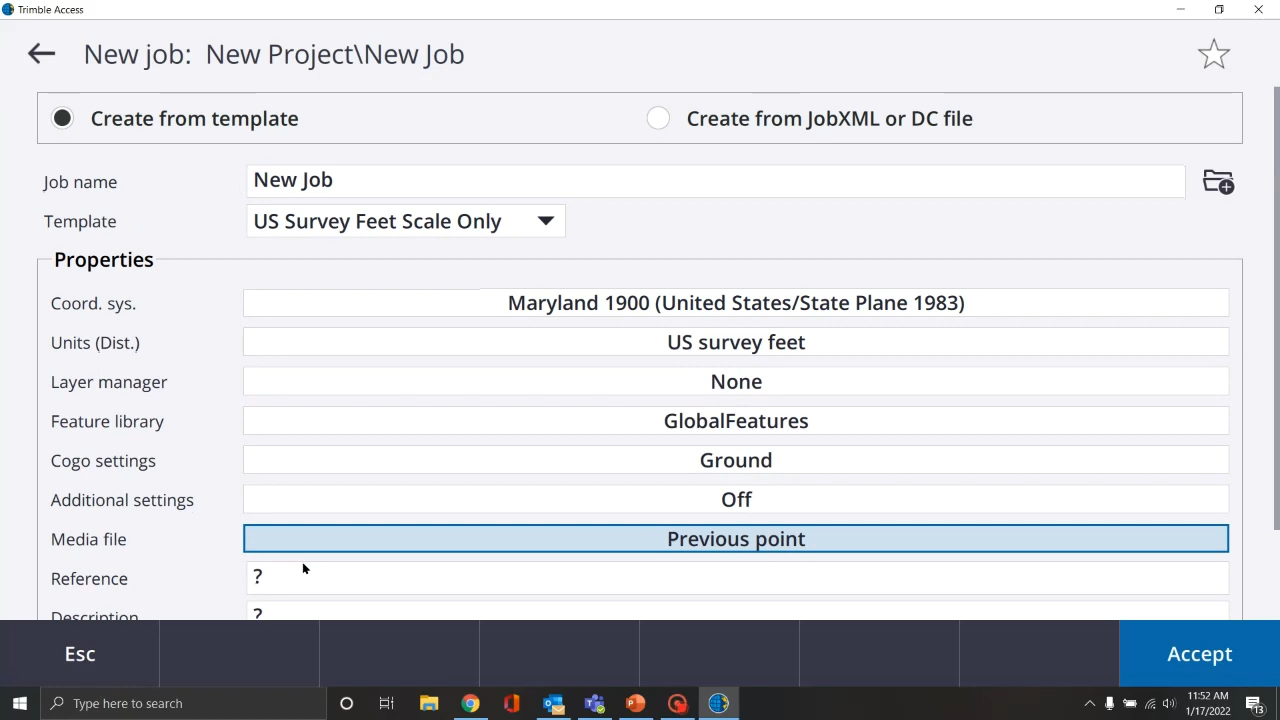 Trimble Access
New job: New Project\New Job
Create from template
Create from JobXML or DC file
Job name
New Job
Template
US Survey Feet Scale Only
Properties
Coord. sys.
Maryland 1900 (United States/State Plane 1983)
Units (Dist.)
US survey feet
Layer manager
None
Feature library
GlobalFeatures
Cogo settings
Ground
Additional settings
Off
Media file
Previous point
Reference
?
Description
?
Esc
Accept
Type here to search
11:52 AM
1/17/2022
13